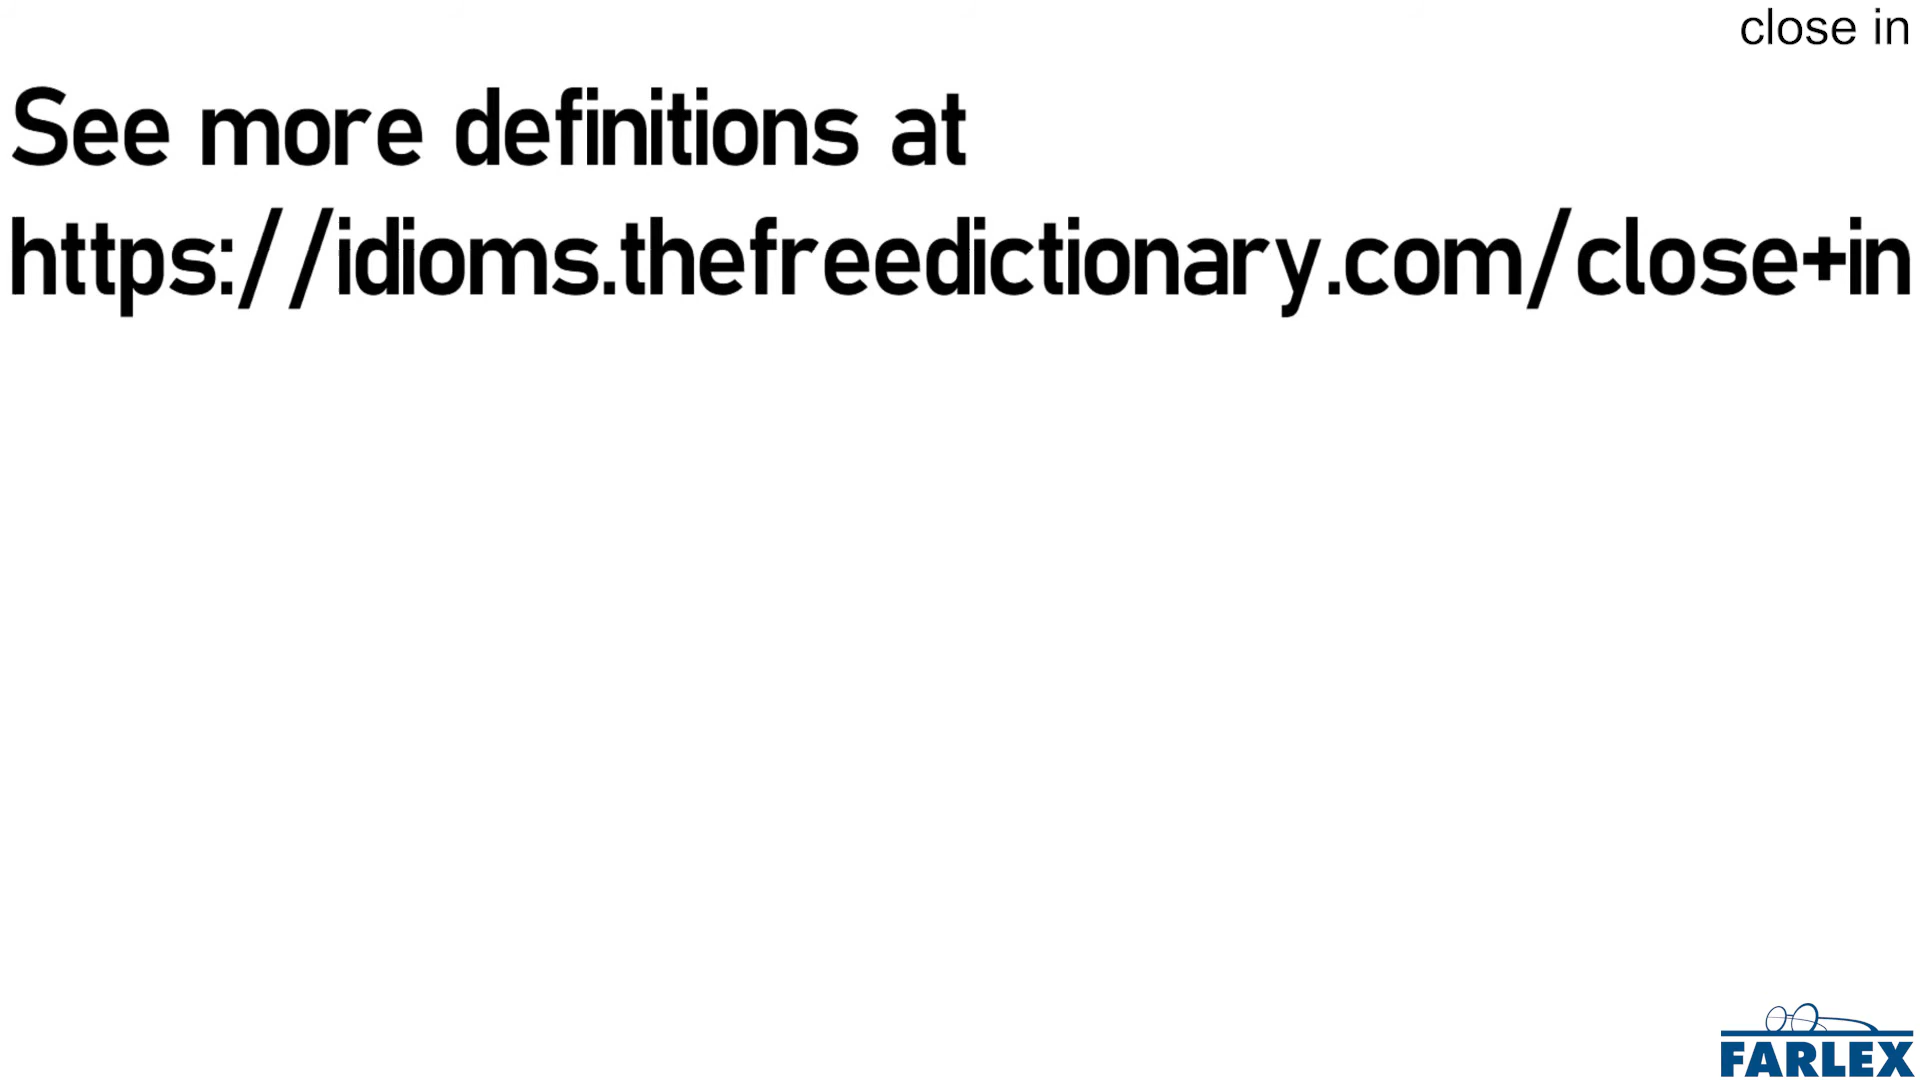 close in
See more definitions at
https://idioms.thefreedictionary.com/close+in
FARLEX